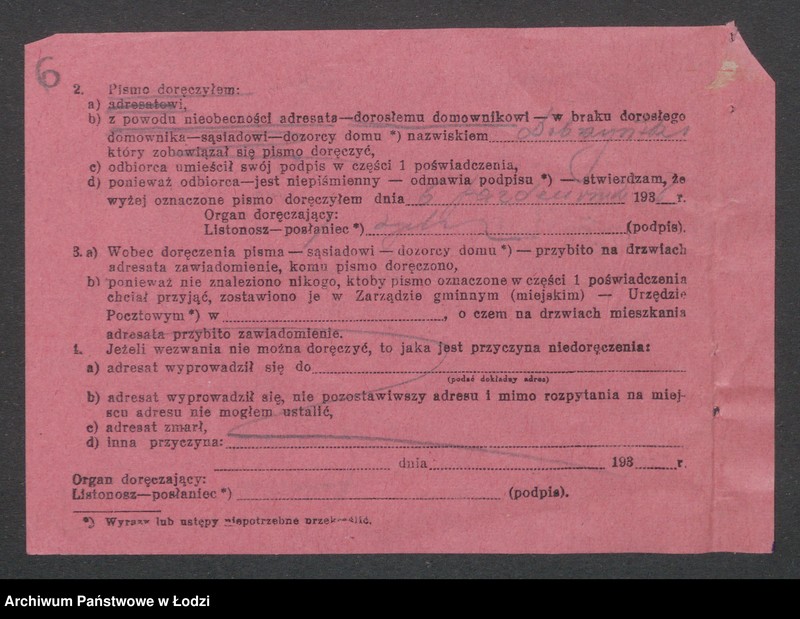 6
2. Pismo doręczyłem:
a) adresatowi,
b) z powodu nieobecności adresata—dorosłemu domownikowi — w braku dorosłego
domownika—sąsiadowi—dozorcy domu *) nazwiskiem
który zobowiązał się pismo doręczyć,
c) odbiorca umieścił swój podpis w części 1 poświadczenia,
d) ponieważ odbiorca—jest niepiśmienny — odmawia podpisu *) — stwierdzam, że
wyżej oznaczone pismo doręczyłem dnia 6 października 193 r.
Organ doręczający:
Listonosz—posłaniec *) (podpis).
3. a) Wobec doręczenia pisma — sąsiadowi — dozorcy domu *) — przybito na drzwiach
adresata zawiadomienie, komu pismo doręczono,
b) ponieważ nie znaleziono nikogo, ktoby pismo oznaczone w części 1 poświadczenia
chciał przyjąć, zostawiono je w Zarządzie gminnym (miejskim) — Urzędzie
Pocztowym *) w , o czem na drzwiach mieszkania
adresata przybito zawiadomienie.
4. Jeżeli wezwania nie można doręczyć, to jaka jest przyczyna niedoręczenia:
a) adresat wyprowadził się do
(podać dokładny adres)
b) adresat wyprowadził się, nie pozostawiwszy adresu i mimo rozpytania na miej-
scu adresu nie mogłem ustalić,
c) adresat zmarł,
d) inna przyczyna:
dnia 193 r.
Organ doręczający:
Listonosz—posłaniec *) (podpis).
*) Wyrazy lub ustępy niepotrzebne przekreślić.
Archiwum Państwowe w Łodzi